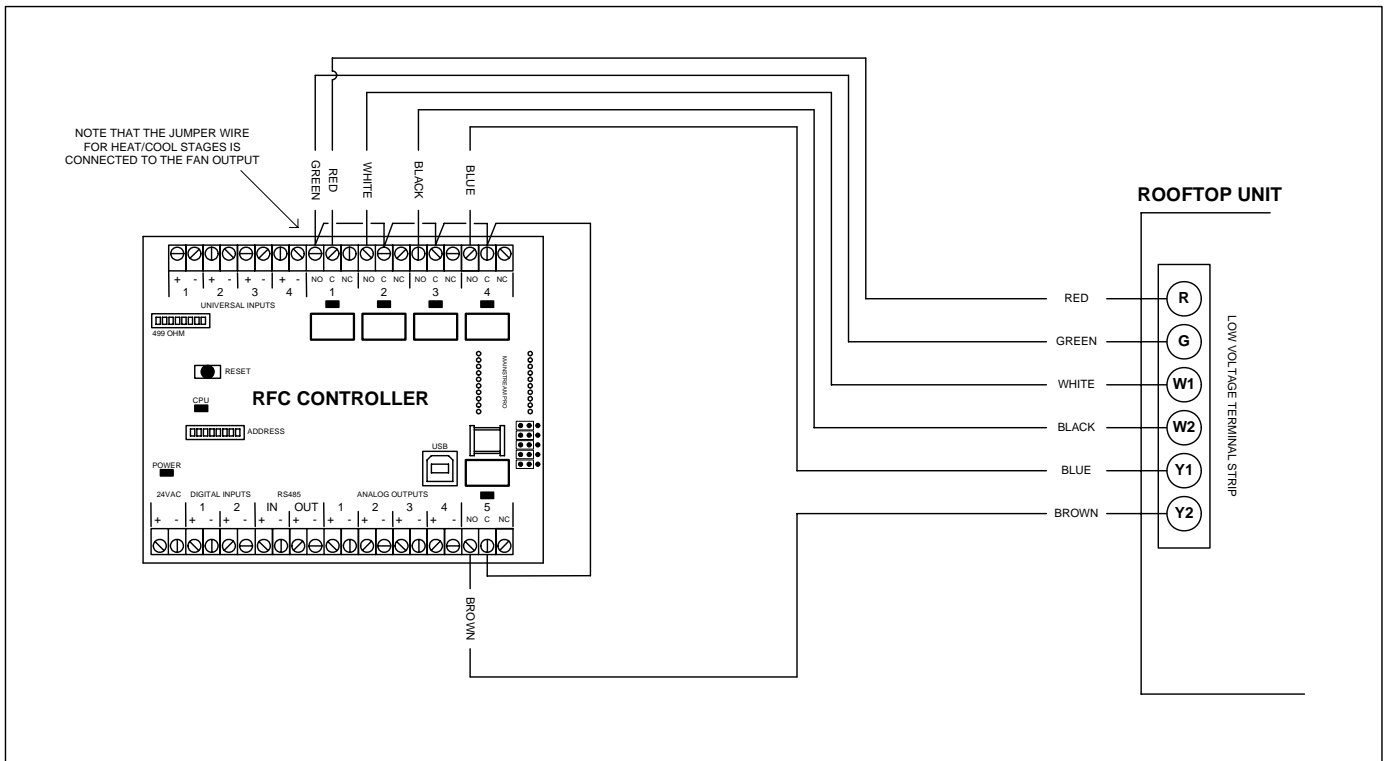 NOTE THAT THE JUMPER WIRE
FOR HEAT/COOL STAGES IS
CONNECTED TO THE FAN OUTPUT
GREEN
RED
WHITE
BLACK
BLUE
+ - + - + - + - NO C NC NO C NC NO C NC NO C NC
1 2 3 4 1 2 3 4
UNIVERSAL INPUTS
499 OHM
RESET
MAINSTREAM-PRO
CPU
RFC CONTROLLER
ADDRESS
USB
POWER
24VAC DIGITAL INPUTS RS485 ANALOG OUTPUTS
1 2 IN OUT 1 2 3 4 5
+ - + - + - + - + - + - + - + - + - NO C NC
BROWN
ROOFTOP UNIT
RED R
GREEN G
WHITE W1
BLACK W2
BLUE Y1
BROWN Y2
LOW VOLTAGE TERMINAL STRIP